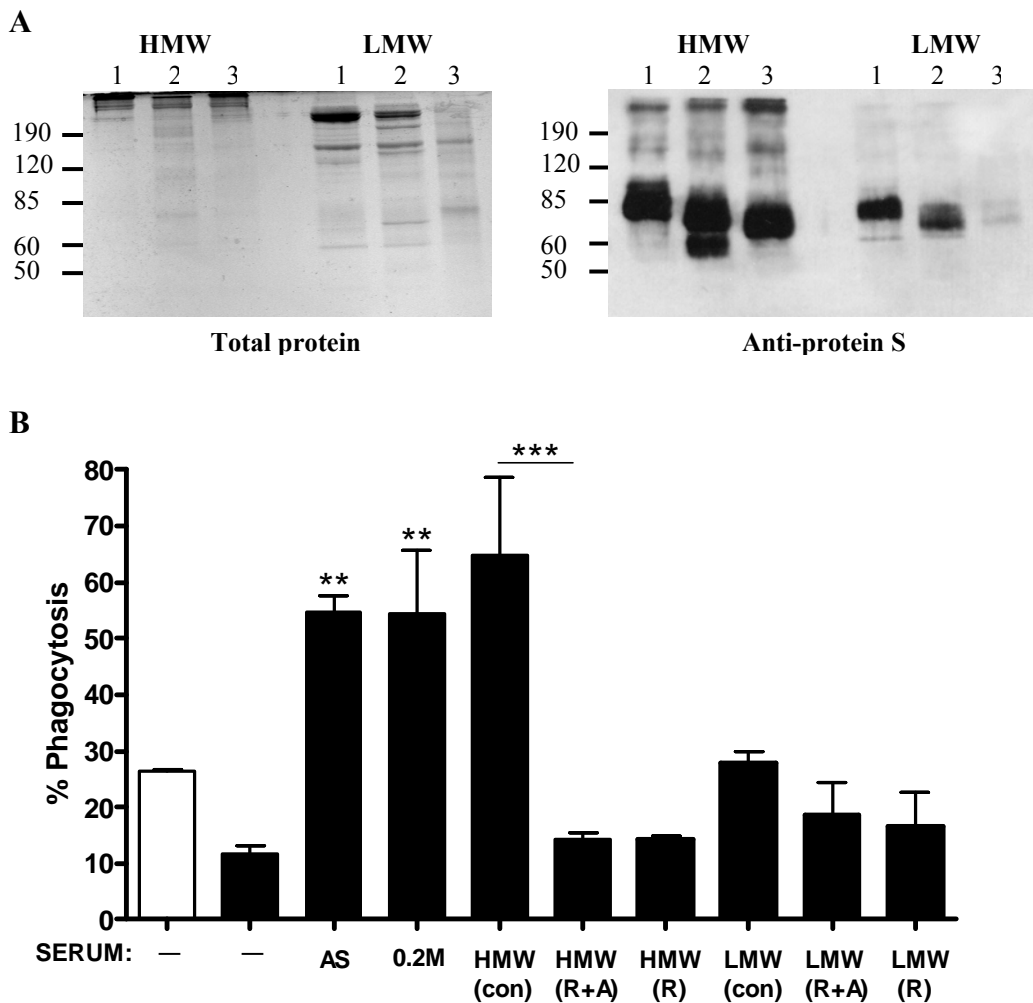 A
HMW LMW HMW LMW
1 2 3 1 2 3 1 2 3 1 2 3
190 190
120 120
85 85
60 60
50 50
Total protein Anti-protein S
B
***
80
70
**
**
60
50
40
30
20
10
0
% Phagocytosis
SERUM: — — AS 0.2M HMW HMW HMW LMW LMW LMW
(con) (R+A) (R) (con) (R+A) (R)